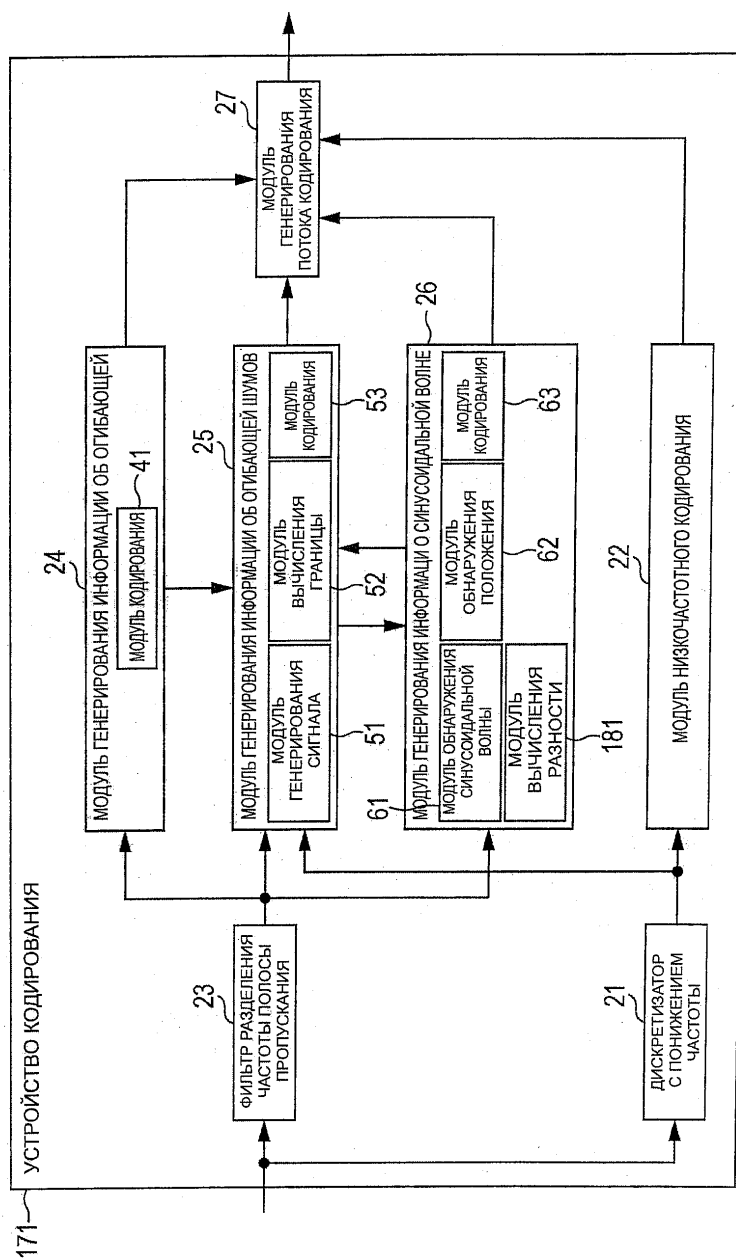 171
УСТРОЙСТВО КОДИРОВАНИЯ
23
ФИЛЬТР РАЗДЕЛЕНИЯ
ЧАСТОТЫ ПОЛОСЫ
ПРОПУСКАНИЯ
21
ДИСКРЕТИЗАТОР
С ПОНИЖЕНИЕМ
ЧАСТОТЫ
24
МОДУЛЬ ГЕНЕРИРОВАНИЯ ИНФОРМАЦИИ ОБ ОГИБАЮЩЕЙ
41
МОДУЛЬ КОДИРОВАНИЯ
25
МОДУЛЬ ГЕНЕРИРОВАНИЯ ИНФОРМАЦИИ ОБ ОГИБАЮЩЕЙ ШУМОВ
МОДУЛЬ
ГЕНЕРИРОВАНИЯ
СИГНАЛА
51
МОДУЛЬ
ВЫЧИСЛЕНИЯ
ГРАНИЦЫ
52
МОДУЛЬ
КОДИРОВАНИЯ
53
26
МОДУЛЬ ГЕНЕРИРОВАНИЯ ИНФОРМАЦИ О СИНУСОИДАЛЬНОЙ ВОЛНЕ
61
МОДУЛЬ ОБНАРУЖЕНИЯ
СИНУСОИДАЛЬНОЙ
ВОЛНЫ
МОДУЛЬ
ОБНАРУЖЕНИЯ
ПОЛОЖЕНИЯ
62
МОДУЛЬ
КОДИРОВАНИЯ
63
МОДУЛЬ
ВЫЧИСЛЕНИЯ
РАЗНОСТИ
181
22
МОДУЛЬ НИЗКОЧАСТОТНОГО КОДИРОВАНИЯ
27
МОДУЛЬ
ГЕНЕРИРОВАНИЯ
ПОТОКА КОДИРОВАНИЯ